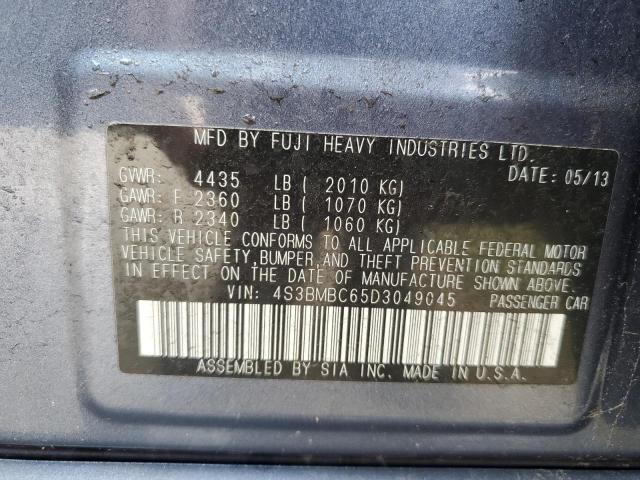 MFD BY FUJI HEAVY INDUSTRIES LTD.
DATE: 05/13
GVWR: 4435 LB ( 2010 KG)
GAWR: F 2360 LB ( 1070 KG)
GAWR: R 2340 LB ( 1060 KG)
THIS VEHICLE CONFORMS TO ALL APPLICABLE FEDERAL MOTOR
VEHICLE SAFETY, BUMPER, AND THEFT PREVENTION STANDARDS
IN EFFECT ON THE DATE OF MANUFACTURE SHOWN ABOVE.
VIN: 4S3BMBC65D3049045 PASSENGER CAR
ASSEMBLED BY SIA INC. MADE IN U.S.A.